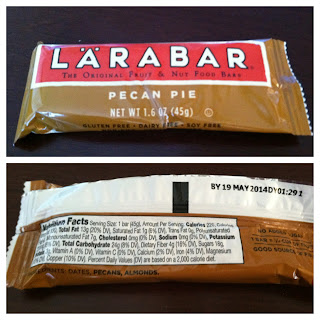 LÄRABAR
THE ORIGINAL FRUIT & NUT FOOD BAR
PECAN PIE
NET WT 1.6 OZ (45g)
GLUTEN FREE • DAIRY FREE • SOY FREE
BY 19 MAY 2014DY01:29 1
Nutrition Facts Serving Size: 1 bar (45g), Amount Per Serving: Calories 220, Calories
Total Fat 13g (20% DV), Saturated Fat 1g (6% DV), Trans Fat 0g, Polyunsaturated
Monounsaturated Fat 7g, Cholesterol 0mg (0% DV), Sodium 0mg (0% DV), Potassium
Total Carbohydrate 24g (8% DV), Dietary Fiber 4g (16% DV), Sugars 18g,
Vitamin A (0% DV), Vitamin C (0% DV), Calcium (2% DV), Iron (4% DV), Magnesium
Copper (10% DV). Percent Daily Values (DV) are based on a 2,000 calorie diet.
DATES, PECANS, ALMONDS.